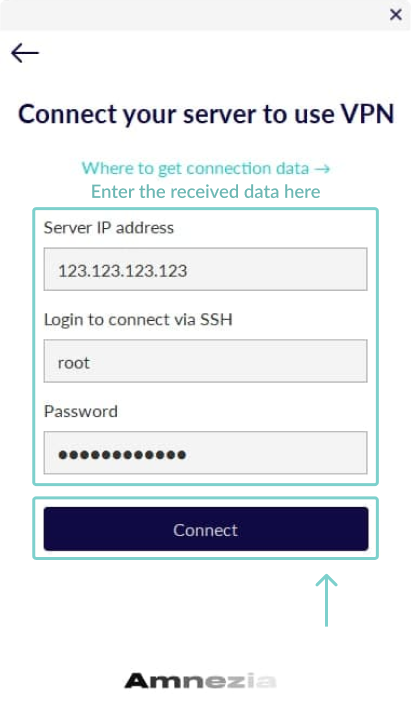 Connect your server to use VPN
Where to get connection data →
Enter the received data here
Server IP address
123.123.123.123
Login to connect via SSH
root
Password
●●●●●●●●●●●●
Connect
Amnezia